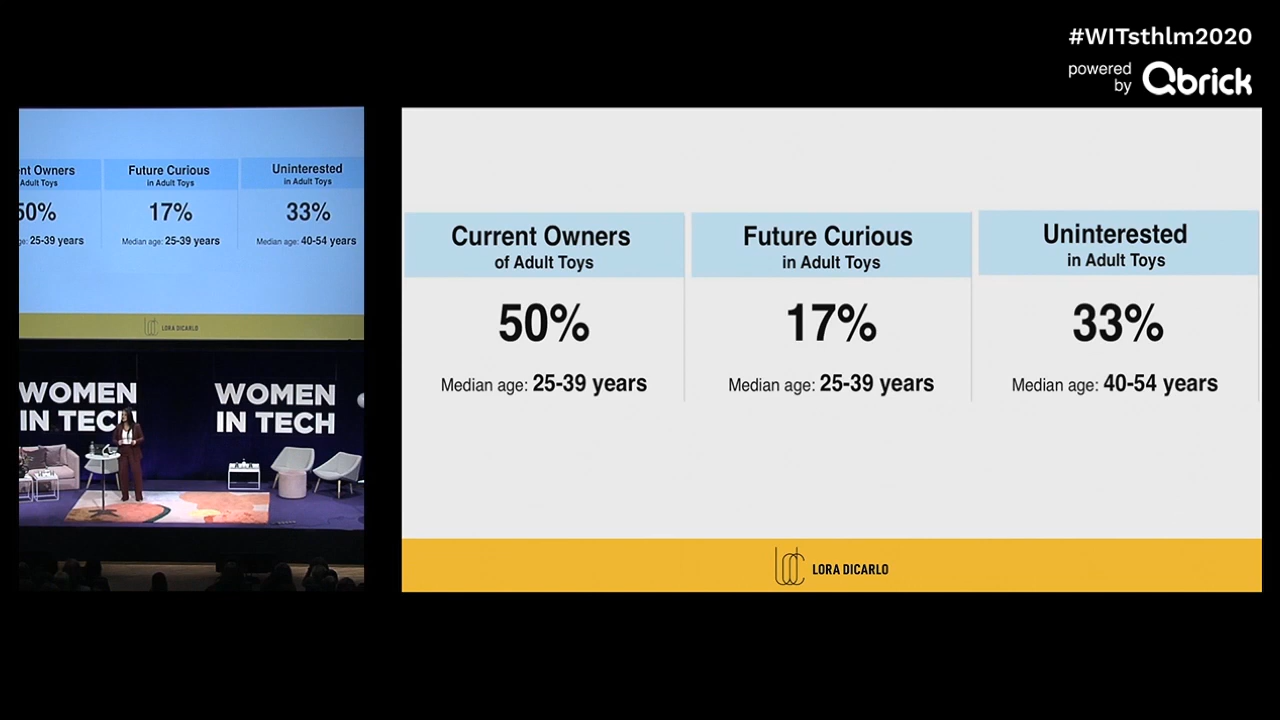 #WITsthlm2020
powered
by Qbrick
nt Owners
Adult Toys
50%
ge: 25-39 years
Future Curious
in Adult Toys
17%
Median age: 25-39 years
Uninterested
in Adult Toys
33%
Median age: 40-54 years
LORA DICARLO
WOMEN
IN TECH
WOMEN
IN TECH
Current Owners
of Adult Toys
50%
Median age: 25-39 years
Future Curious
in Adult Toys
17%
Median age: 25-39 years
Uninterested
in Adult Toys
33%
Median age: 40-54 years
LORA DICARLO